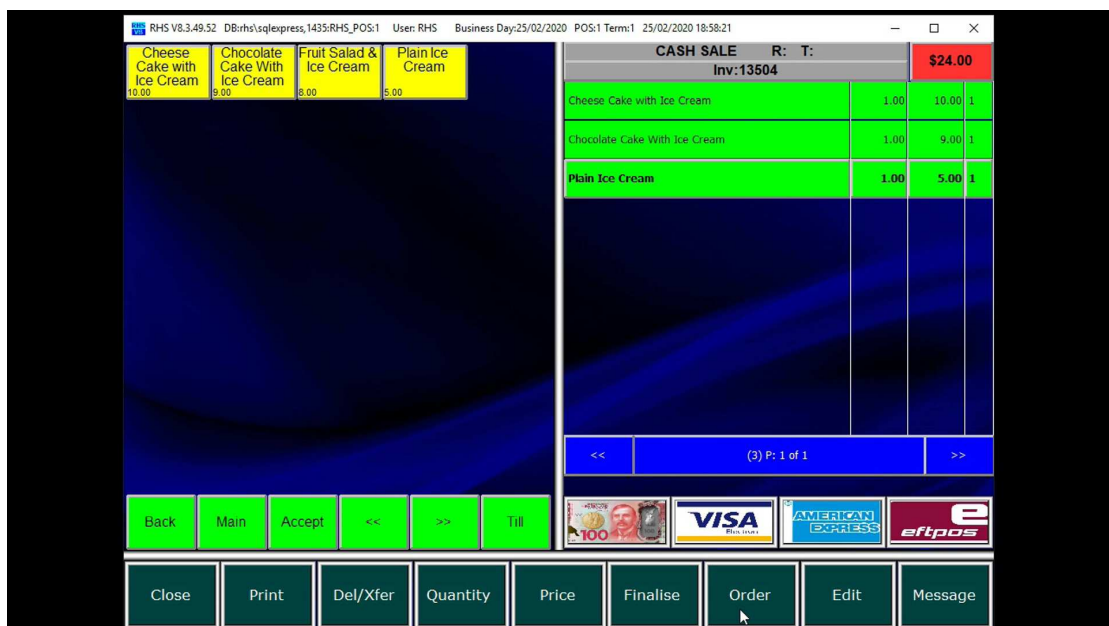 RHS V8.3.49.52 DB:rhs\sqlexpress,1435:RHS_POS:1 User: RHS Business Day:25/02/2020 POS:1 Term:1 25/02/2020 18:58:21
Cheese
Cake with
Ice Cream
10.00
Chocolate
Cake With
Ice Cream
9.00
Fruit Salad &
Ice Cream
8.00
Plain Ice
Cream
5.00
CASH SALE R: T:
Inv:13504
$24.00
Cheese Cake with Ice Cream 1.00 10.00 1
Chocolate Cake With Ice Cream 1.00 9.00 1
Plain Ice Cream 1.00 5.00 1
<< (3) P: 1 of 1 >>
Back Main Accept << >> Till
100
VISA
Electron
AMERICAN
EXPRESS
eftpos
Close Print Del/Xfer Quantity Price Finalise Order Edit Message